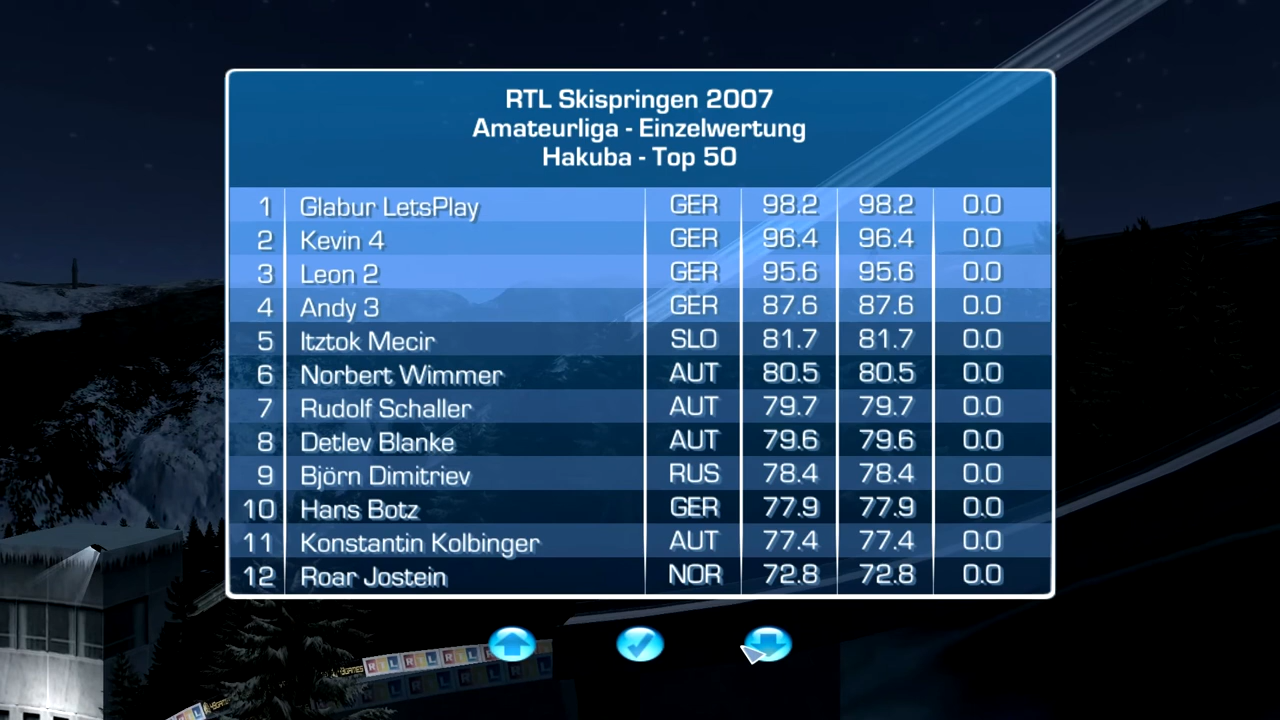 RTL Skispringen 2007
Amateurliga - Einzelwertung
Hakuba - Top 50
1 Glabur LetsPlay GER 98.2 98.2 0.0
2 Kevin 4 GER 96.4 96.4 0.0
3 Leon 2 GER 95.6 95.6 0.0
4 Andy 3 GER 87.6 87.6 0.0
5 Itztok Mecir SLO 81.7 81.7 0.0
6 Norbert Wimmer AUT 80.5 80.5 0.0
7 Rudolf Schaller AUT 79.7 79.7 0.0
8 Detlev Blanke AUT 79.6 79.6 0.0
9 Björn Dimitriev RUS 78.4 78.4 0.0
10 Hans Botz GER 77.9 77.9 0.0
11 Konstantin Kolbinger AUT 77.4 77.4 0.0
12 Roar Jostein NOR 72.8 72.8 0.0
RTL RTL RTL